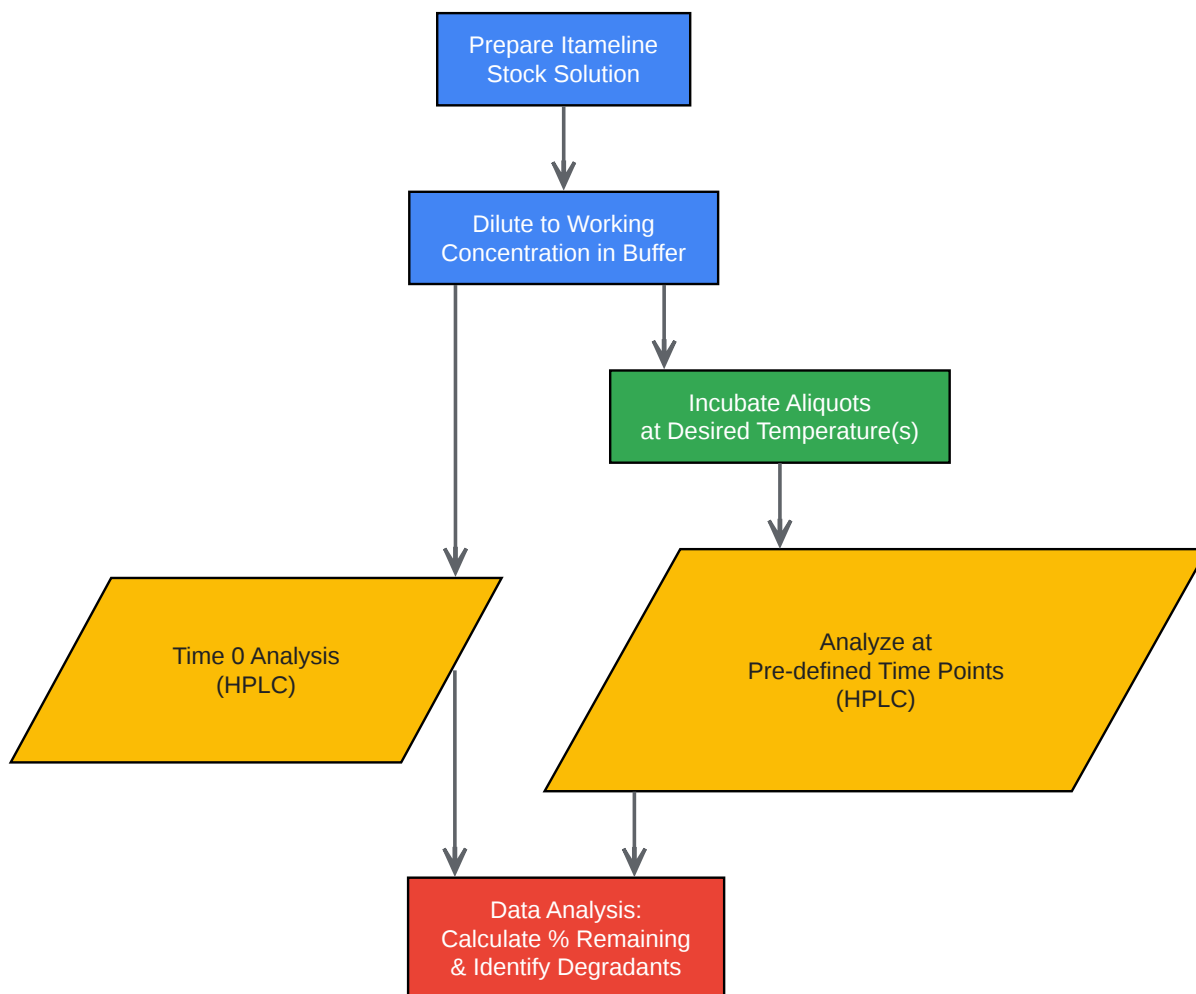 Prepare Itameline
Stock Solution
Dilute to Working
Concentration in Buffer
Incubate Aliquots
at Desired Temperature(s)
Time 0 Analysis
(HPLC)
Analyze at
Pre-defined Time Points
(HPLC)
Data Analysis:
Calculate % Remaining
& Identify Degradants